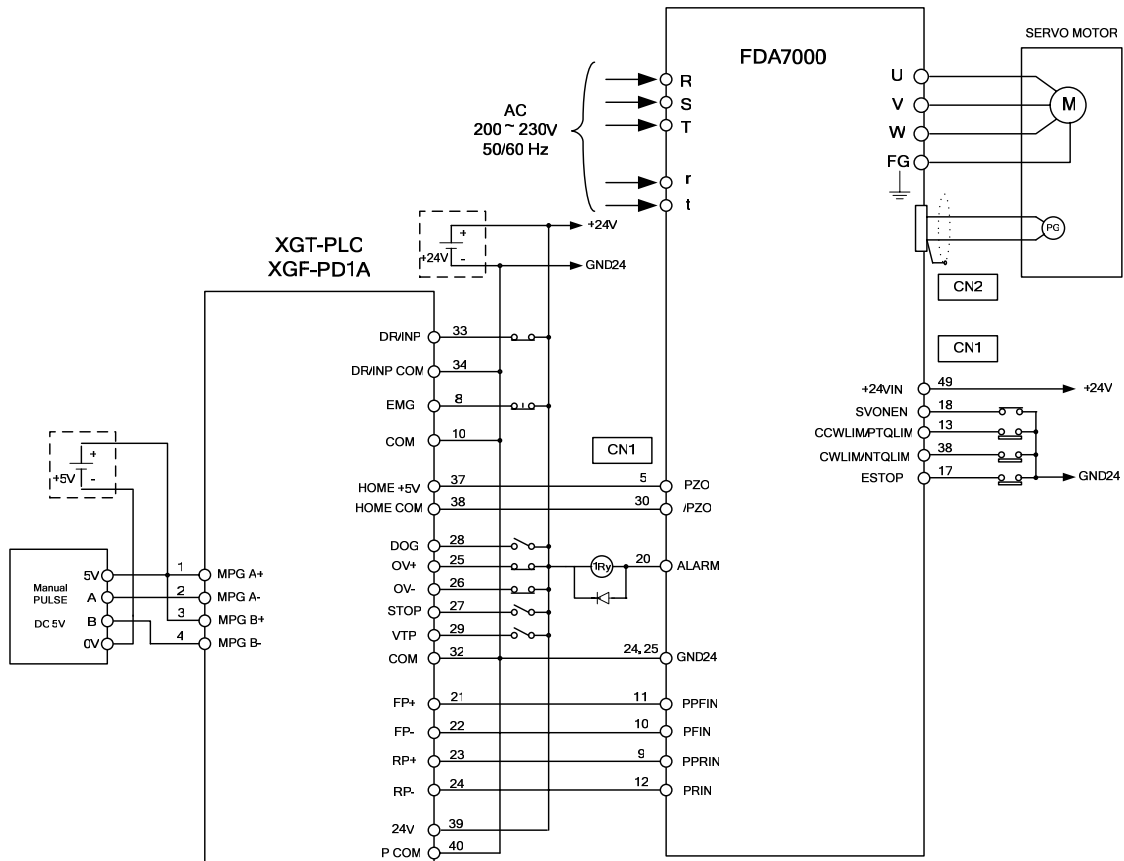 SERVO MOTOR
FDA7000
R
S
T
r
t
AC
200 ~ 230V
50/60 Hz
U
V
W
FG
M
PG
CN2
CN1
XGT-PLC
XGF-PD1A
+
+24V
-
+24V
GND24
DR/INP 33
DR/INP COM 34
EMG 8
COM 10
HOME +5V 37
HOME COM 38
DOG 28
OV+ 25
OV- 26
STOP 27
VTP 29
COM 32
FP+ 21
FP- 22
RP+ 23
RP- 24
24V 39
P COM 40
CN1
5 PZO
30 /PZO
1Ry
20 ALARM
24, 25 GND24
11 PPFIN
10 PFIN
9 PPRIN
12 PRIN
+24VIN 49 +24V
SVONEN 18
CCWLIM/PTQLIM 13
CWLIM/NTQLIM 38
ESTOP 17 GND24
+
+5V
-
Manual
PULSE
DC 5V
5V 1 MPG A+
A 2 MPG A-
B 3 MPG B+
0V 4 MPG B-